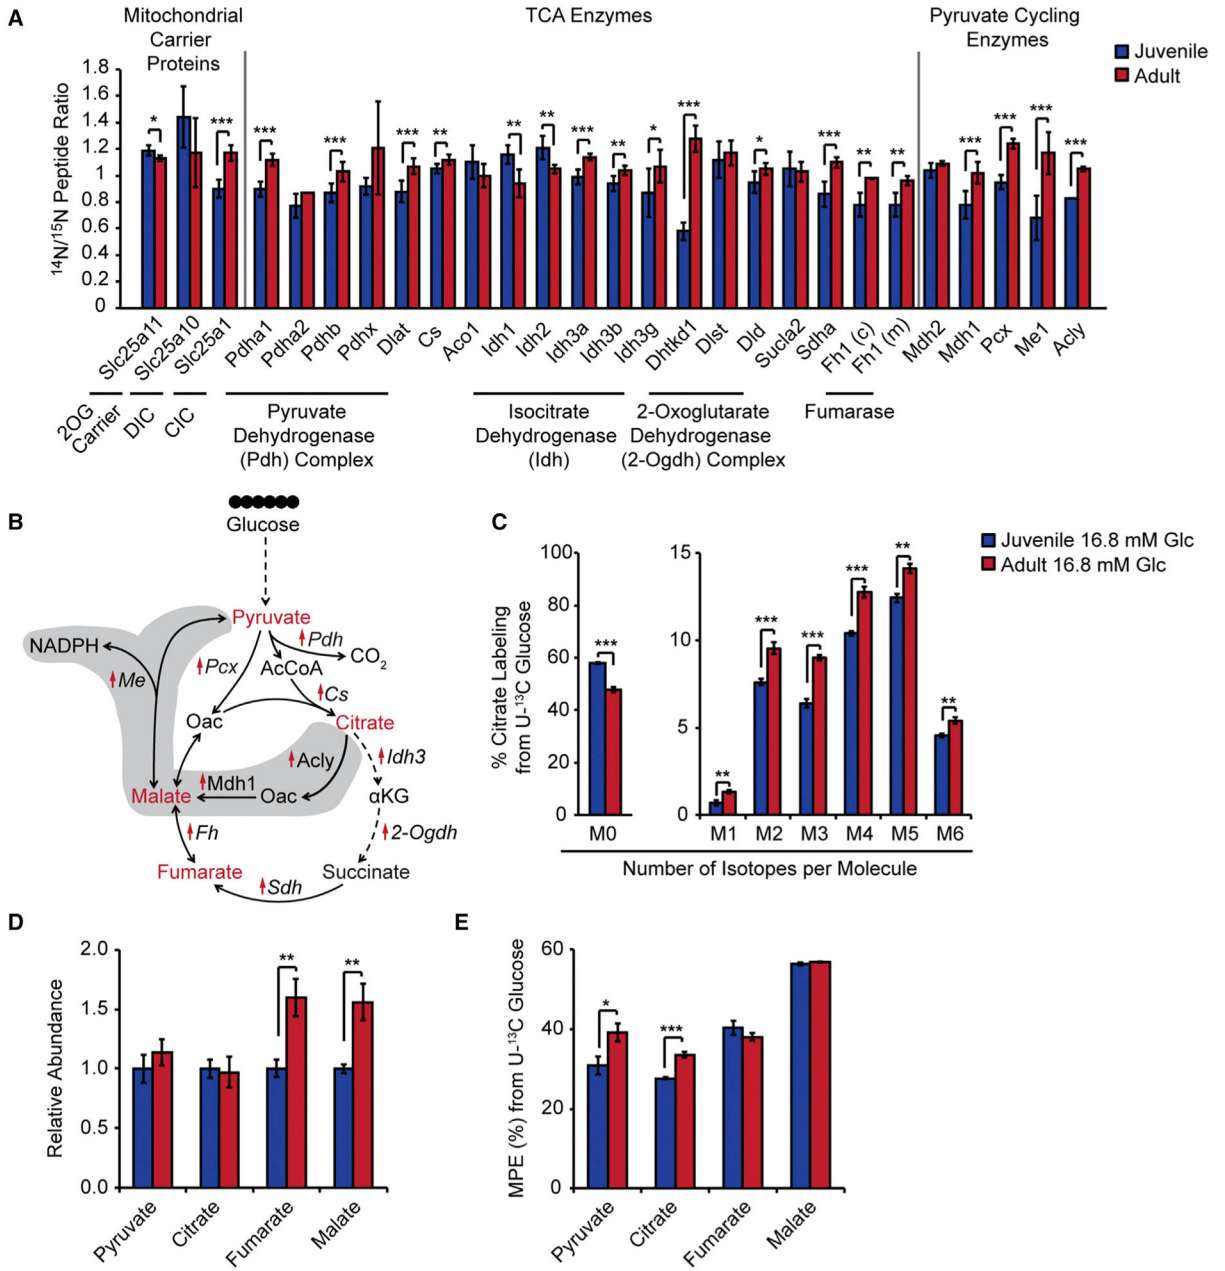 A
Mitochondrial
Carrier
Proteins
TCA Enzymes
Pyruvate Cycling
Enzymes
Juvenile
Adult
14N/15N Peptide Ratio
1.8
1.6
1.4
1.2
1
0.8
0.6
0.4
0.2
0
* *** *** *** *** ** ** ** *** ** * *** * *** ** ** *** *** *** ***
Slc25a11 Slc25a10 Slc25a1 Pdha1 Pdha2 Pdhb Pdhx Dlat Cs Aco1 Idh1 Idh2 Idh3a Idh3b Idh3g Dhtkd1 Dlst Dld Sucla2 Sdha Fh1 (c) Fh1 (m) Mdh2 Mdh1 Pcx Me1 Acly
2OG
Carrier
DIC
CIC
Pyruvate
Dehydrogenase
(Pdh) Complex
Isocitrate
Dehydrogenase
(Idh)
2-Oxoglutarate
Dehydrogenase
(2-Ogdh) Complex
Fumarase
B
Glucose
Pyruvate
NADPH
Pdh
CO2
Pcx
AcCoA
Me
Cs
Oac
Citrate
Acly
Idh3
Mdh1
Malate
Oac
αKG
Fh
2-Ogdh
Fumarate
Succinate
Sdh
C
Juvenile 16.8 mM Glc
Adult 16.8 mM Glc
% Citrate Labeling
from U-13C Glucose
100
80
60
40
20
0
***
M0
15
10
5
0
** *** *** *** ** **
M1 M2 M3 M4 M5 M6
Number of Isotopes per Molecule
D
Relative Abundance
2.0
1.5
1.0
0.5
0.0
** **
Pyruvate Citrate Fumarate Malate
E
MPE (%) from U-13C Glucose
60
40
20
0
* ***
Pyruvate Citrate Fumarate Malate